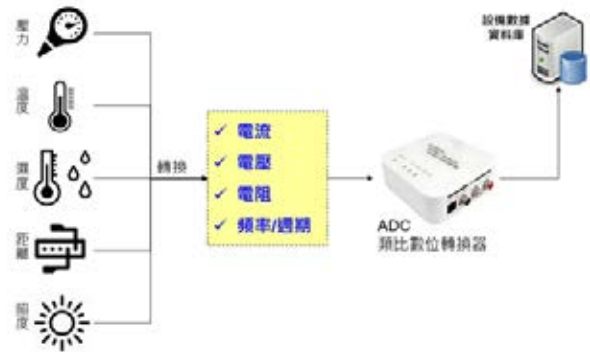 壓力
溫度
濕度
距離
照度
轉換
✓ 電流
✓ 電壓
✓ 電阻
✓ 頻率/週期
ADC
類比數位轉換器
設備數據
資料庫